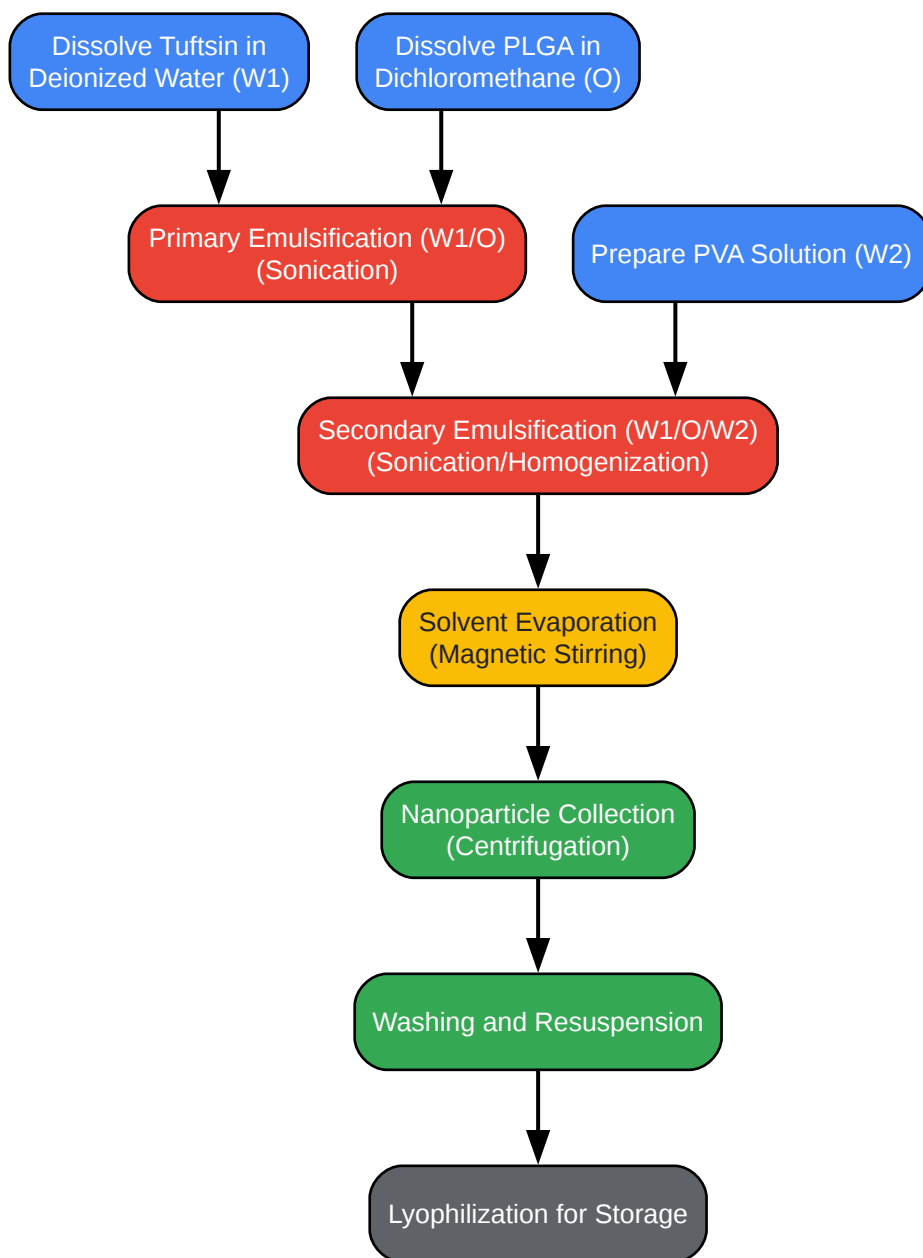 Dissolve Tuftsin in
Deionized Water (W1)
Dissolve PLGA in
Dichloromethane (O)
Primary Emulsification (W1/O)
(Sonication)
Prepare PVA Solution (W2)
Secondary Emulsification (W1/O/W2)
(Sonication/Homogenization)
Solvent Evaporation
(Magnetic Stirring)
Nanoparticle Collection
(Centrifugation)
Washing and Resuspension
Lyophilization for Storage